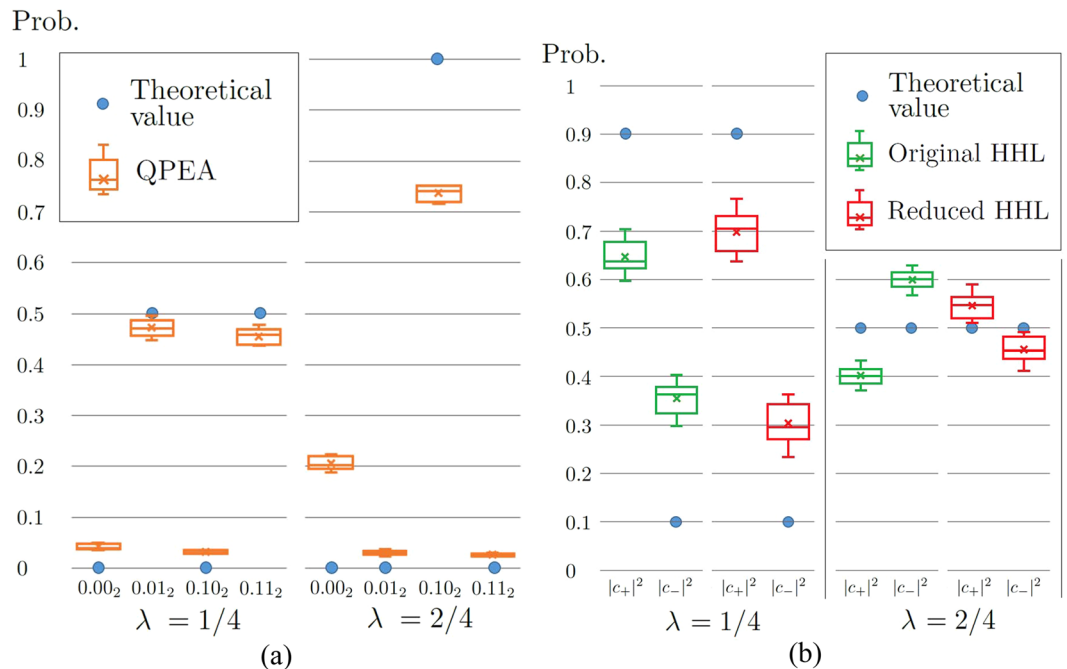 Prob.
Theoretical
value
QPEA
1
0.9
0.8
0.7
0.6
0.5
0.4
0.3
0.2
0.1
0
0.00₂ 0.01₂ 0.10₂ 0.11₂ 0.00₂ 0.01₂ 0.10₂ 0.11₂
λ = 1/4 λ = 2/4
(a)
Prob.
Theoretical
value
Original HHL
Reduced HHL
1
0.9
0.8
0.7
0.6
0.5
0.4
0.3
0.2
0.1
0
|c₊|² |c₋|² |c₊|² |c₋|² |c₊|² |c₋|² |c₊|² |c₋|²
λ = 1/4 λ = 2/4
(b)